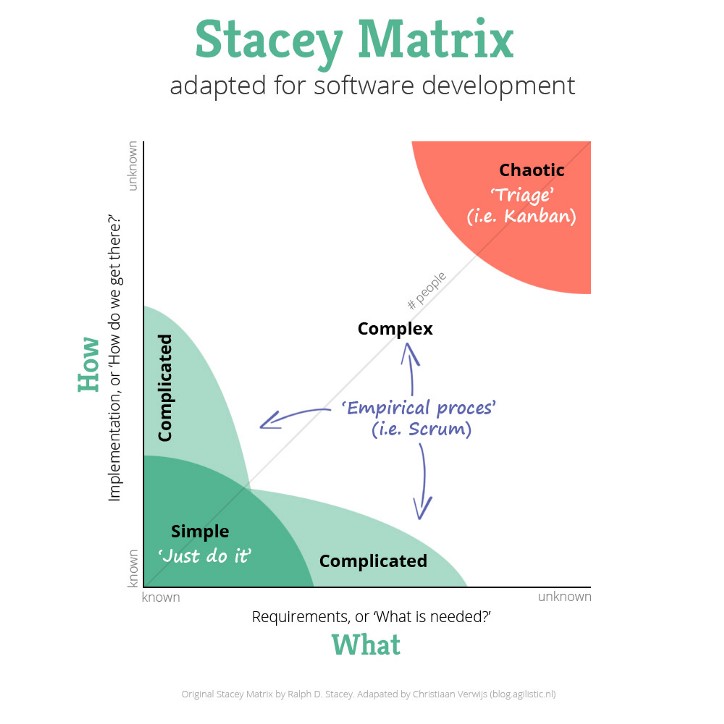 Stacey Matrix
adapted for software development
unknown
Chaotic
‘Triage’
(i.e. Kanban)
# people
How
Implementation, or ‘How do we get there?’
Complex
Complicated
‘Empirical proces’
(i.e. Scrum)
Simple
‘Just do it’
Complicated
known
known
unknown
Requirements, or ‘What is needed?’
What
Original Stacey Matrix by Ralph D. Stacey. Adapated by Christiaan Verwijs (blog.agilistic.nl)